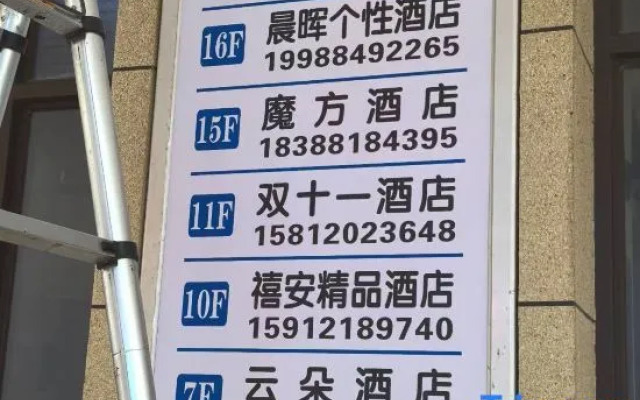 16F 晨晖个性酒店
19988492265
15F 魔方酒店
18388184395
11F 双十一酒店
15812023648
10F 禧安精品酒店
15912189740
7F 云朵酒店